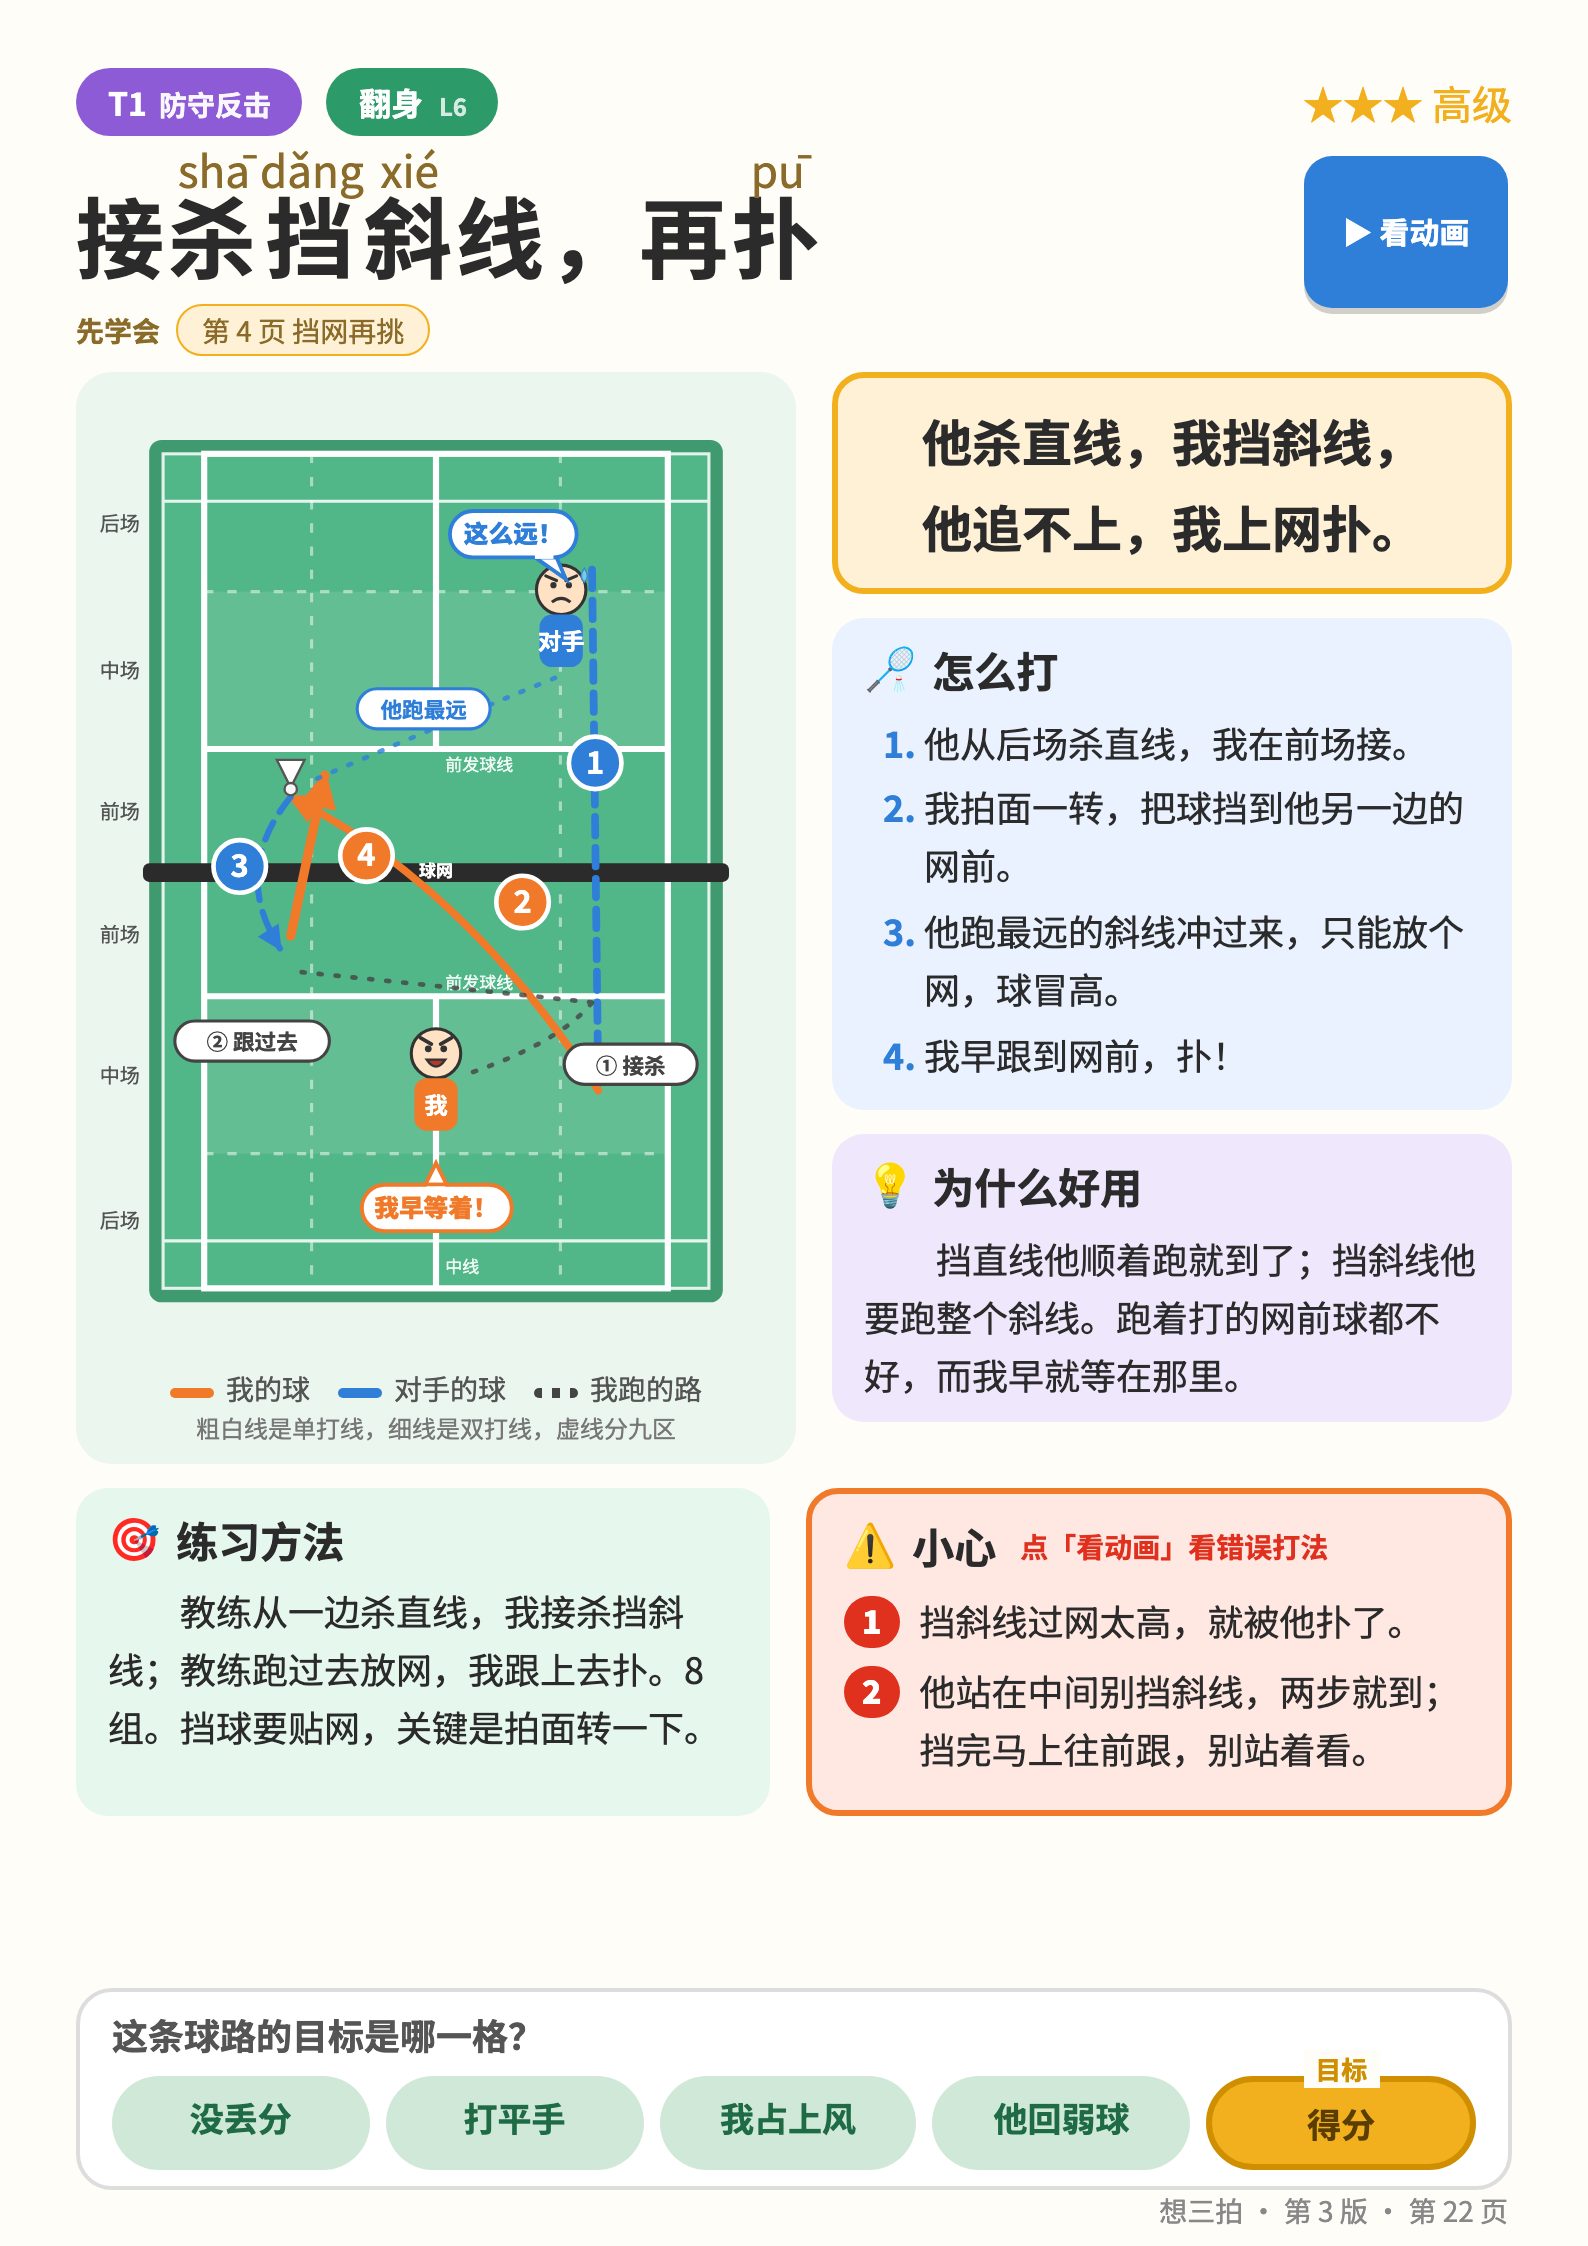 T1 防守反击
翻身 L6
★★★ 高级
shā dǎng xié pū
接杀挡斜线，再扑
▶ 看动画
先学会
第 4 页 挡网再挑
后场
中场
前场
前场
中场
后场
这么远！
对手
他跑最远
前发球线
1
3
4
球网
2
前发球线
② 跟过去
① 接杀
我
我早等着！
中线
我的球
对手的球
我跑的路
粗白线是单打线，细线是双打线，虚线分九区
他杀直线，我挡斜线，
他追不上，我上网扑。
怎么打
1. 他从后场杀直线，我在前场接。
2. 我拍面一转，把球挡到他另一边的
网前。
3. 他跑最远的斜线冲过来，只能放个
网，球冒高。
4. 我早跟到网前，扑！
为什么好用
挡直线他顺着跑就到了；挡斜线他
要跑整个斜线。跑着打的网前球都不
好，而我早就等在那里。
练习方法
教练从一边杀直线，我接杀挡斜
线；教练跑过去放网，我跟上去扑。8
组。挡球要贴网，关键是拍面转一下。
小心 点「看动画」看错误打法
1 挡斜线过网太高，就被他扑了。
2 他站在中间别挡斜线，两步就到；
挡完马上往前跟，别站着看。
这条球路的目标是哪一格？
没丢分
打平手
我占上风
他回弱球
目标
得分
想三拍 · 第 3 版 · 第 22 页